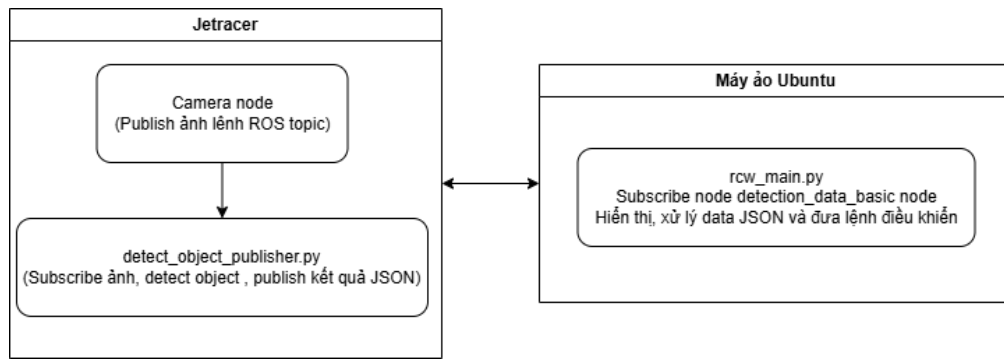 Jetracer
Camera node
(Publish ảnh lênh ROS topic)
detect_object_publisher.py
(Subscribe ảnh, detect object , publish kết quả JSON)
Máy ảo Ubuntu
rcw_main.py
Subscribe node detection_data_basic node
Hiển thị, xử lý data JSON và đưa lệnh điều khiển